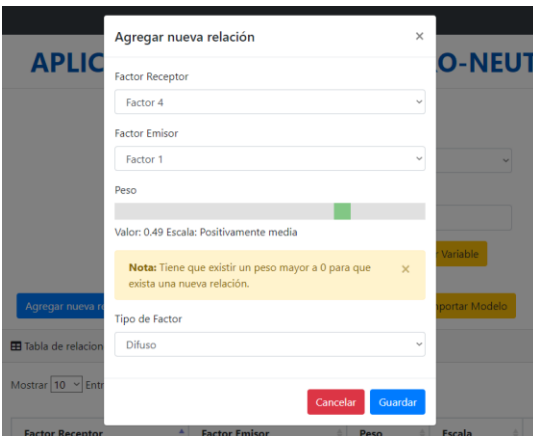 Agregar nueva relación ×
APLIC
O-NEUT
Factor Receptor
Factor 4
Factor Emisor
Factor 1
Peso
Valor: 0.49 Escala: Positivamente media
Nota: Tiene que existir un peso mayor a 0 para que ×
exista una nueva relación.
Variable
Agregar nueva re
Importar Modelo
Tipo de Factor
Difuso
Tabla de relacion
Mostrar 10 Entr
Cancelar Guardar
Factor Receptor Factor Emisor Peso Escala